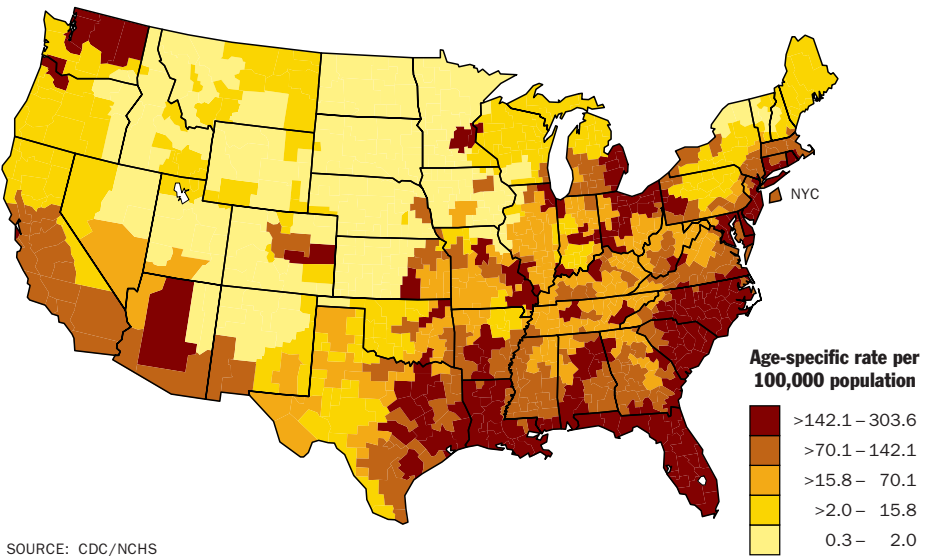 NYC
Age-specific rate per
100,000 population
>142.1 – 303.6
>70.1 – 142.1
>15.8 – 70.1
>2.0 – 15.8
0.3 – 2.0
SOURCE: CDC/NCHS